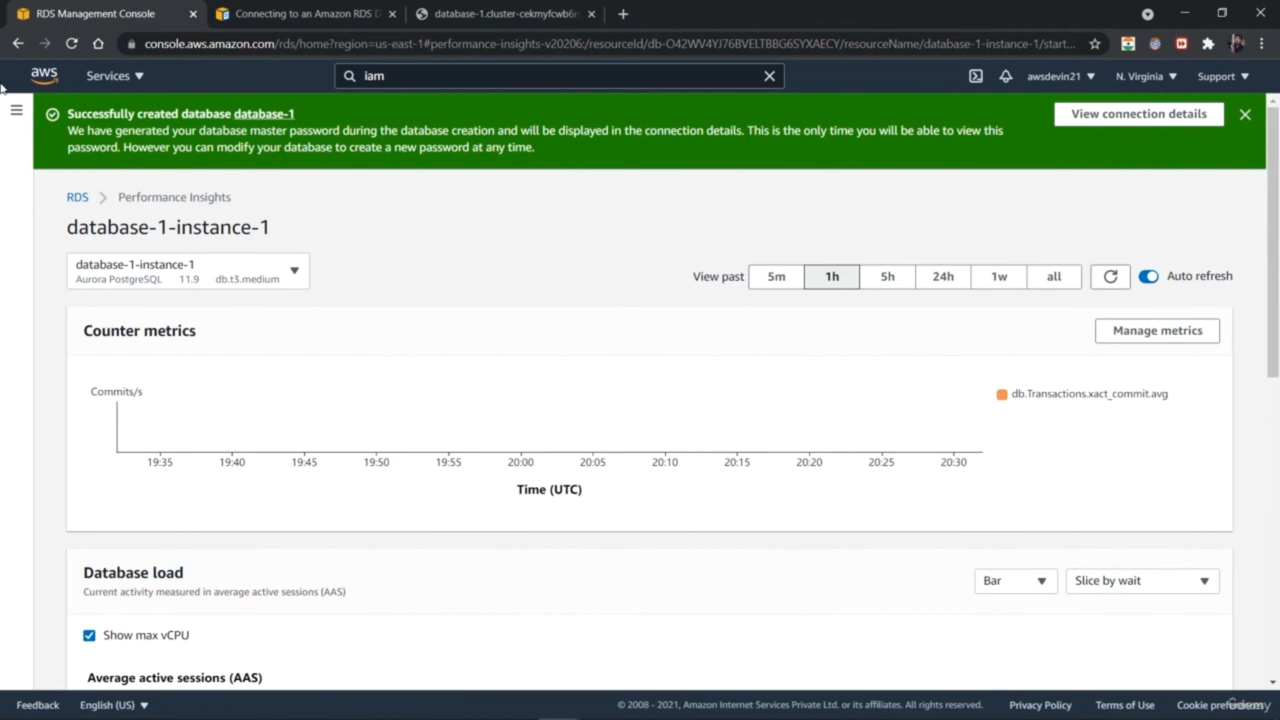 RDS Management Console
Connecting to an Amazon RDS D
database-1.cluster-cekmyfcwb6
console.aws.amazon.com/rds/home?region=us-east-1#performance-insights-v20206:/resourceId/db-O42WV4YJ76BVELTBBG6SYXAECY/resourceName/database-1-instance-1/start...
aws
Services
iam
awsdevin21
N. Virginia
Support
Successfully created database database-1
View connection details
We have generated your database master password during the database creation and will be displayed in the connection details. This is the only time you will be able to view this
password. However you can modify your database to create a new password at any time.
RDS
Performance Insights
database-1-instance-1
database-1-instance-1
Aurora PostgreSQL 11.9 db.t3.medium
View past 5m 1h 5h 24h 1w all
Auto refresh
Counter metrics
Manage metrics
Commits/s
db.Transactions.xact_commit.avg
19:35 19:40 19:45 19:50 19:55 20:00 20:05 20:10 20:15 20:20 20:25 20:30
Time (UTC)
Database load
Current activity measured in average active sessions (AAS)
Bar
Slice by wait
Show max vCPU
Average active sessions (AAS)
Feedback
English (US)
© 2008 - 2021, Amazon Internet Services Private Ltd. or its affiliates. All rights reserved.
Privacy Policy
Terms of Use
Cookie preferences